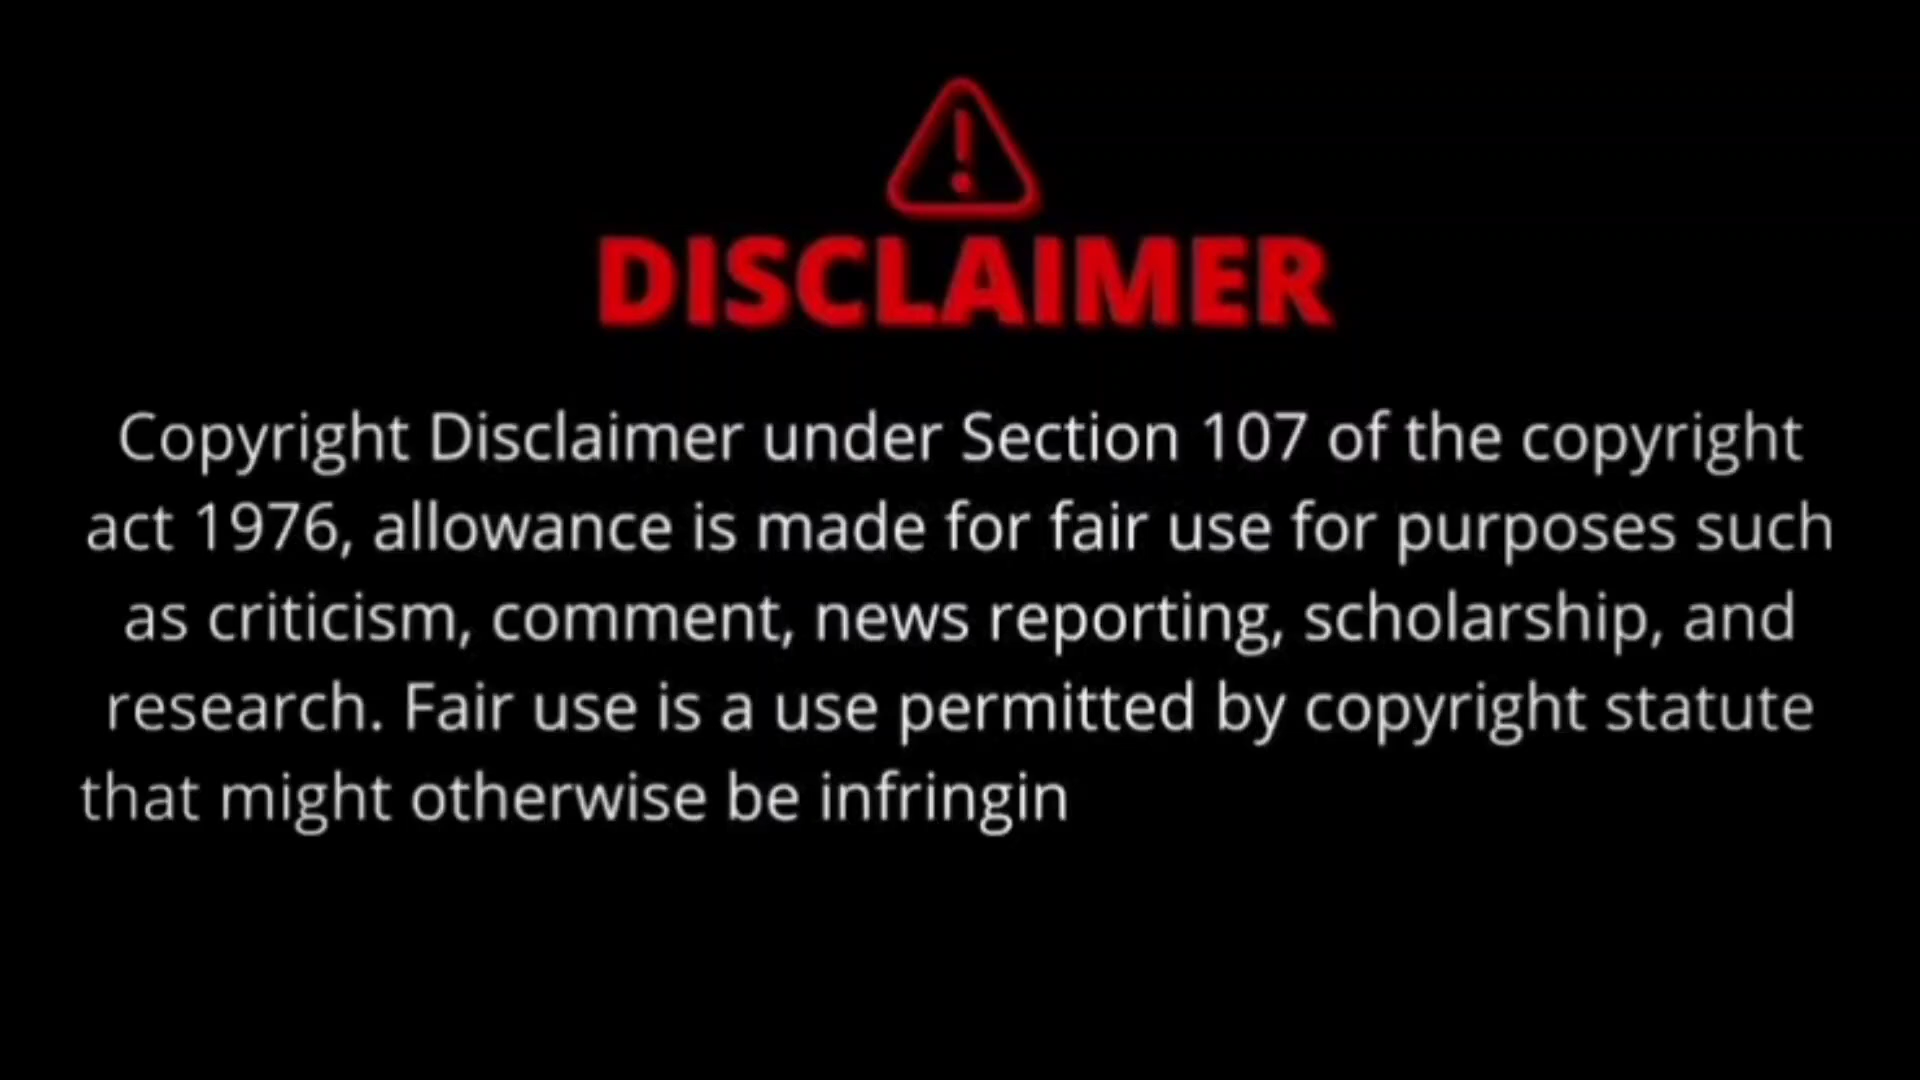 DISCLAIMER
Copyright Disclaimer under Section 107 of the copyright
act 1976, allowance is made for fair use for purposes such
as criticism, comment, news reporting, scholarship, and
research. Fair use is a use permitted by copyright statute
that might otherwise be infringin